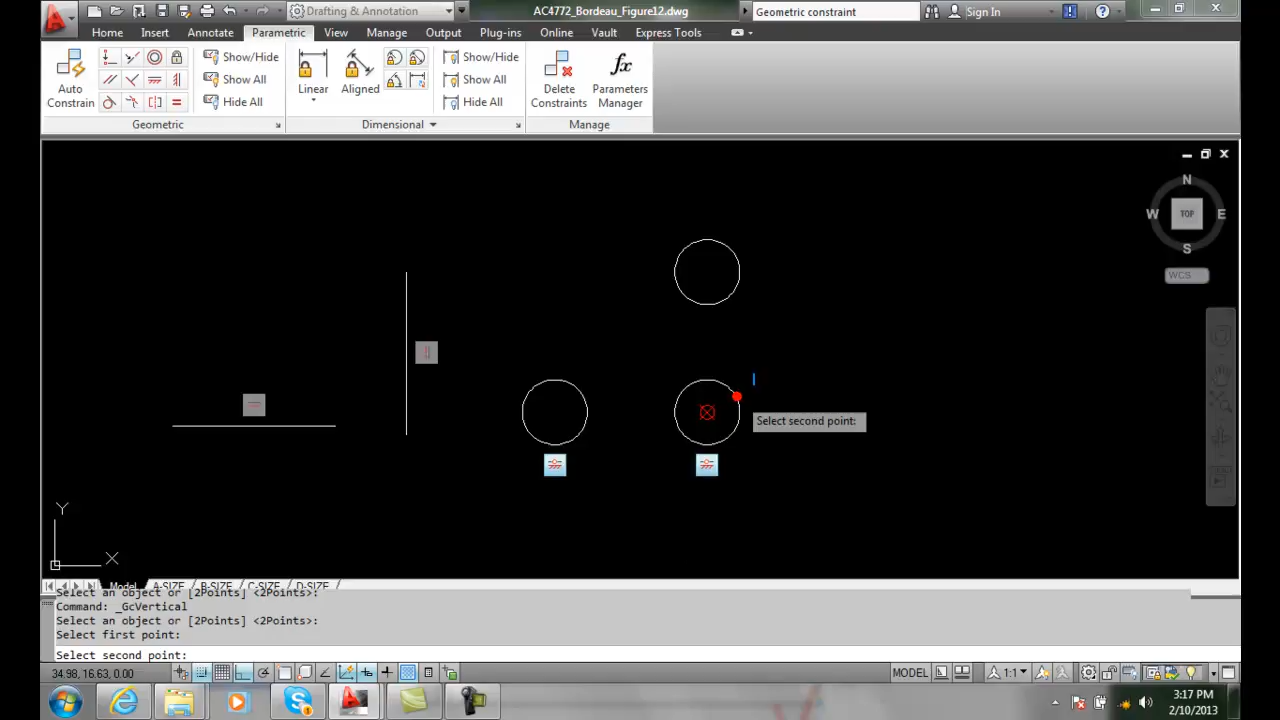 Drafting & Annotation
AC4772_Bordeau_Figure12.dwg
Geometric constraint
Sign In
Home
Insert
Annotate
Parametric
View
Manage
Output
Plug-ins
Online
Vault
Express Tools
Auto
Constrain
Show/Hide
Show All
Hide All
Geometric
Linear
Aligned
Show/Hide
Show All
Hide All
Dimensional
Delete
Constraints
fx
Parameters
Manager
Manage
N
W
TOP
E
S
WCS
Select second point:
Y
X
Model
A-SIZE
B-SIZE
C-SIZE
D-SIZE
Select an object or [2Points] <2Points>:
Command: _GcVertical
Select an object or [2Points] <2Points>:
Select first point:
Select second point:
34.98, 16.63, 0.00
MODEL
1:1
3:17 PM
2/10/2013